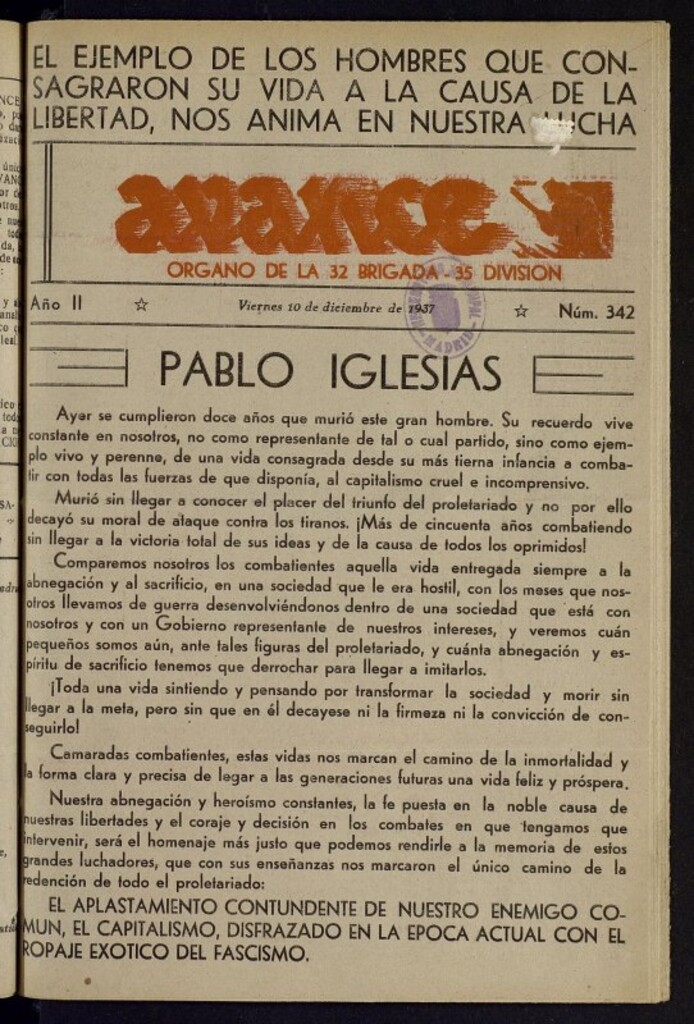 EL EJEMPLO DE LOS HOMBRES QUE CON-
SAGRARON SU VIDA A LA CAUSA DE LA
LIBERTAD, NOS ANIMA EN NUESTRA LUCHA
avance
ORGANO DE LA 32 BRIGADA - 35 DIVISION
Año II ☆ Viernes 10 de diciembre de 1937 ☆ Núm. 342
MADRID
PABLO IGLESIAS
Ayer se cumplieron doce años que murió este gran hombre. Su recuerdo vive
constante en nosotros, no como representante de tal o cual partido, sino como ejem-
plo vivo y perenne, de una vida consagrada desde su más tierna infancia a comba-
tir con todas las fuerzas de que disponía, al capitalismo cruel e incomprensivo.
Murió sin llegar a conocer el placer del triunfo del proletariado y no por ello
decayó su moral de ataque contra los tiranos. ¡Más de cincuenta años combatiendo
sin llegar a la victoria total de sus ideas y de la causa de todos los oprimidos!
Comparemos nosotros los combatientes aquella vida entregada siempre a la
abnegación y al sacrificio, en una sociedad que le era hostil, con los meses que nos-
otros llevamos de guerra desenvolviéndonos dentro de una sociedad que está con
nosotros y con un Gobierno representante de nuestros intereses, y veremos cuán
pequeños somos aún, ante tales figuras del proletariado, y cuánta abnegación y es-
píritu de sacrificio tenemos que derrochar para llegar a imitarlos.
¡Toda una vida sintiendo y pensando por transformar la sociedad y morir sin
llegar a la meta, pero sin que en él decayese ni la firmeza ni la convicción de con-
seguirlo!
Camaradas combatientes, estas vidas nos marcan el camino de la inmortalidad y
la forma clara y precisa de legar a las generaciones futuras una vida feliz y próspera.
Nuestra abnegación y heroísmo constantes, la fe puesta en la noble causa de
nuestras libertades y el coraje y decisión en los combates en que tengamos que
intervenir, será el homenaje más justo que podemos rendirle a la memoria de estos
grandes luchadores, que con sus enseñanzas nos marcaron el único camino de la
redención de todo el proletariado:
EL APLASTAMIENTO CONTUNDENTE DE NUESTRO ENEMIGO CO-
MUN, EL CAPITALISMO, DISFRAZADO EN LA EPOCA ACTUAL CON EL
ROPAJE EXOTICO DEL FASCISMO.